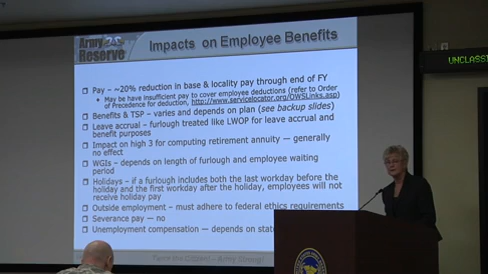 Army
Reserve
Impacts on Employee Benefits
Pay – ~20% reduction in base & locality pay through end of FY
May have insufficient pay to cover employee deductions (refer to Order
of Precedence for deduction, http://www.servicelocator.org/OWSLinks.asp)
Benefits & TSP – varies and depends on plan (see backup slides)
Leave accrual – furlough treated like LWOP for leave accrual and
benefit purposes
Impact on high 3 for computing retirement annuity — generally
no effect
WGIs – depends on length of furlough and employee waiting
period
Holidays – if a furlough includes both the last workday before the
holiday and the first workday after the holiday, employees will not
receive holiday pay
Outside employment – must adhere to federal ethics requirements
Severance pay — no
Unemployment compensation – depends on stat
Army Strong!
UNCLASS